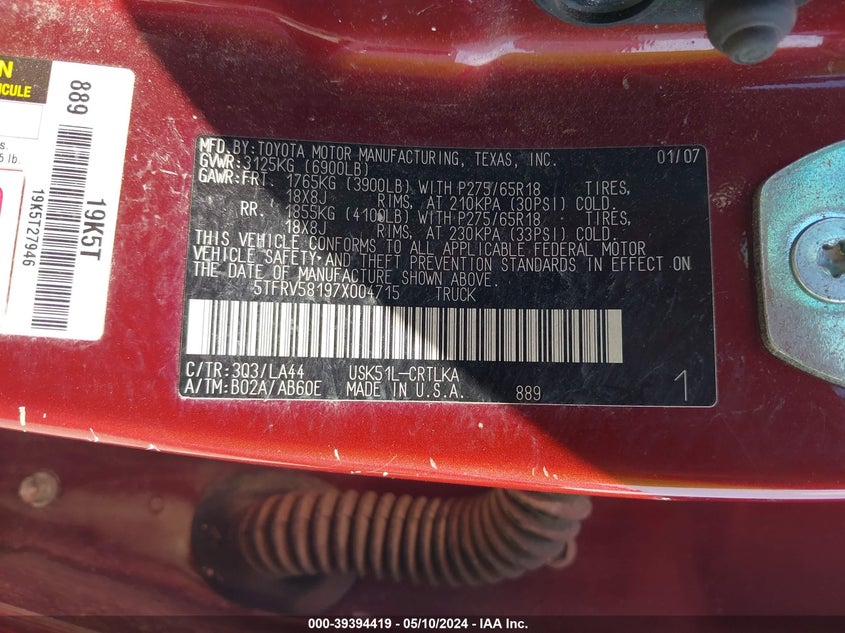 N
ICULE
s.
5 lb.
889
19K5T
19K5T27946
MFD.BY:TOYOTA MOTOR MANUFACTURING, TEXAS, INC. 01/07
GVWR:3125KG (6900LB)
GAWR:FRT. 1765KG (3900LB) WITH P275/65R18 TIRES,
18X8J RIMS, AT 210KPA (30PSI) COLD.
RR. 1855KG (4100LB) WITH P275/65R18 TIRES,
18X8J RIMS, AT 230KPA (33PSI) COLD.
THIS VEHICLE CONFORMS TO ALL APPLICABLE FEDERAL MOTOR
VEHICLE SAFETY AND THEFT PREVENTION STANDARDS IN EFFECT ON
THE DATE OF MANUFACTURE SHOWN ABOVE.
5TFRV58197X004715 TRUCK
C/TR:3Q3/LA44 USK51L-CRTLKA
A/TM:B02A/AB60E MADE IN U.S.A. 889 1
000-39394419 - 05/10/2024 - IAA Inc.